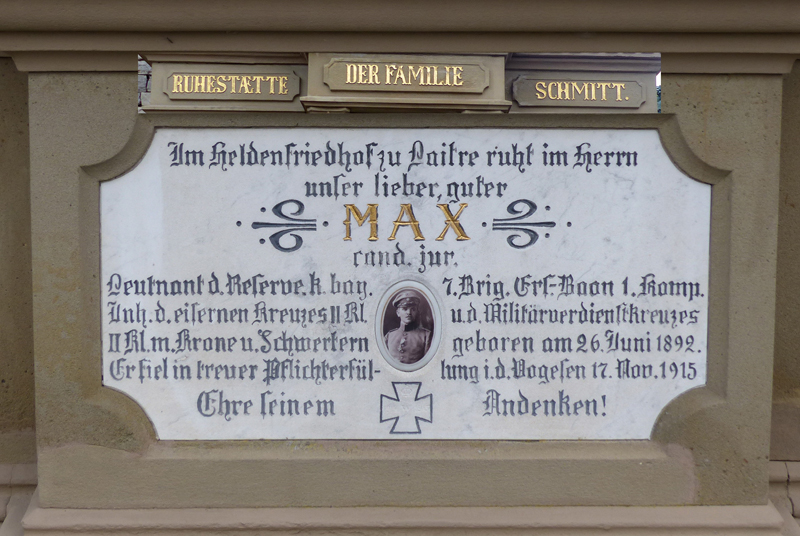 RUHESTÆTTE DER FAMILIE SCHMITT.
Im Heldenfriedhof zu Laitre ruht im Herrn
unser lieber, guter
MAX
cand. jur.
Leutnant d. Reserve. k. bay. 7. Brig. Ers-Baon 1. Komp.
Inh. d. eisernen Kreuzes II Kl. u. d. Militärverdienstkreuzes
II Kl. m. Krone u. Schwertern geboren am 26. Juni 1892.
Er fiel in treuer Pflichterfül- lung i. d. Vogesen 17. Nov. 1915
Ehre seinem Andenken!